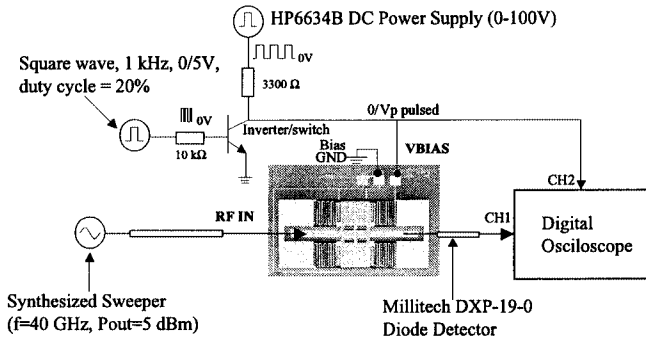 HP6634B DC Power Supply (0-100V)
Square wave, 1 kHz, 0/5V,
duty cycle = 20%
0V
3300 Ω
0V
Inverter/switch
10 kΩ
0/Vp pulsed
Bias
GND
VBIAS
CH2
RF IN
CH1
Digital
Osciloscope
Synthesized Sweeper
(f=40 GHz, Pout=5 dBm)
Millitech DXP-19-0
Diode Detector